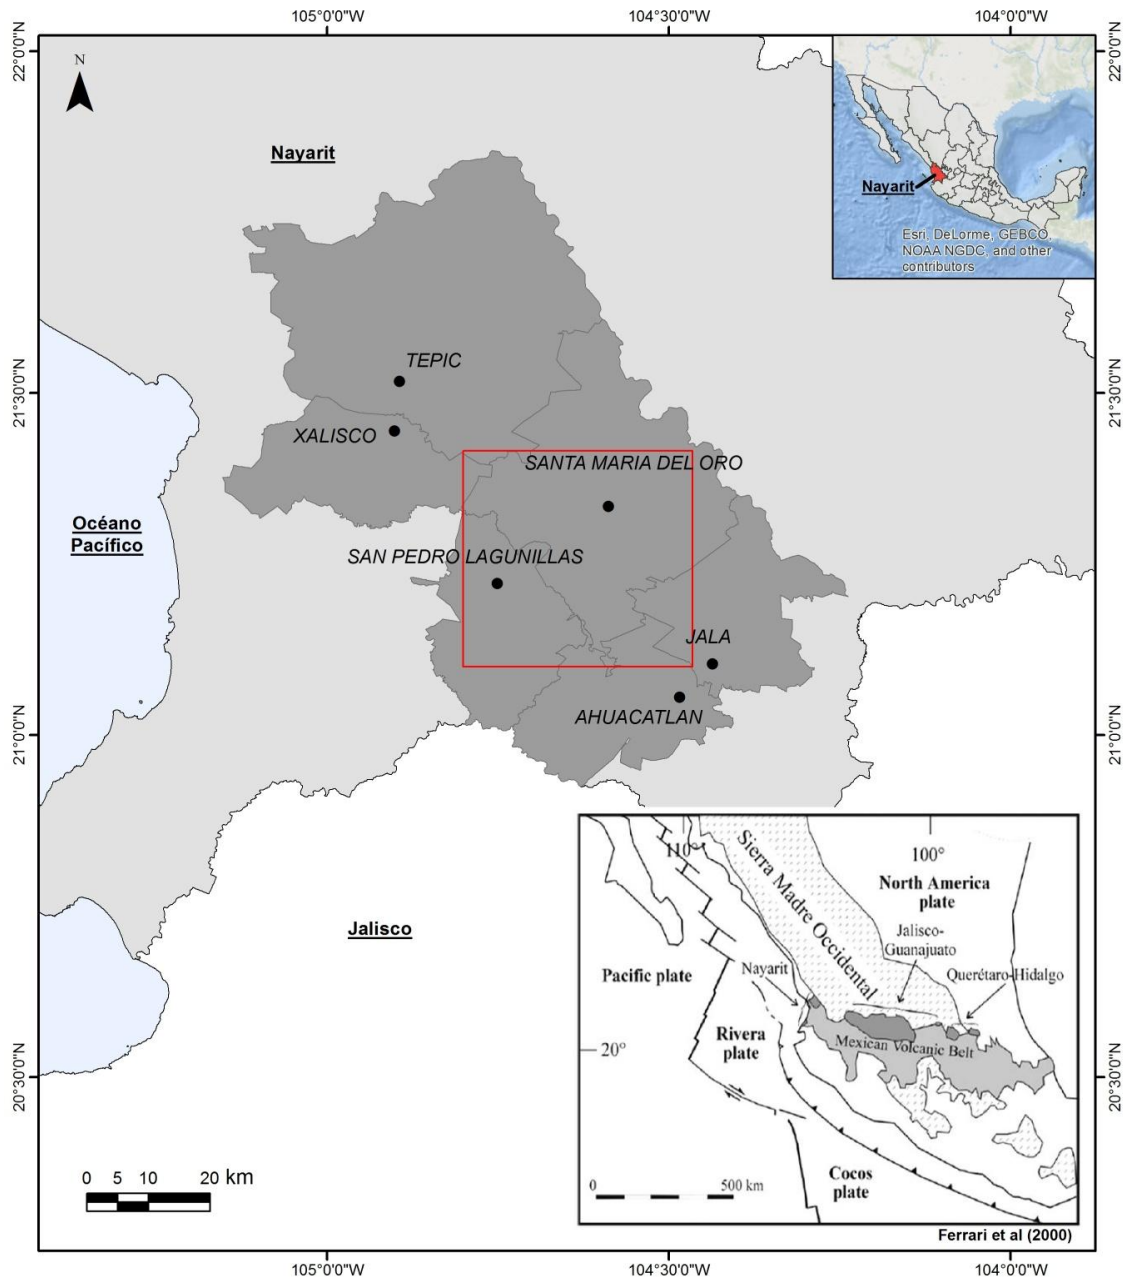 105°0'0"W
104°30'0"W
104°0'0"W
22°0'0"N
22°0'0"N
N
Nayarit
Nayarit
Esri, DeLorme, GEBCO,
NOAA NGDC, and other
contributors
TEPIC
21°30'0"N
21°30'0"N
XALISCO
SANTA MARIA DEL ORO
Océano
Pacífico
SAN PEDRO LAGUNILLAS
JALA
AHUACATLAN
21°0'0"N
21°0'0"N
Jalisco
110°
100°
Sierra Madre Occidental
North America
plate
Jalisco-
Guanajuato
Nayarit
Querétaro-Hidalgo
Pacific plate
Rivera
plate
Mexican Volcanic Belt
20°
Cocos
plate
0 500 km
20°30'0"N
20°30'0"N
0 5 10 20 km
Ferrari et al (2000)
105°0'0"W
104°30'0"W
104°0'0"W